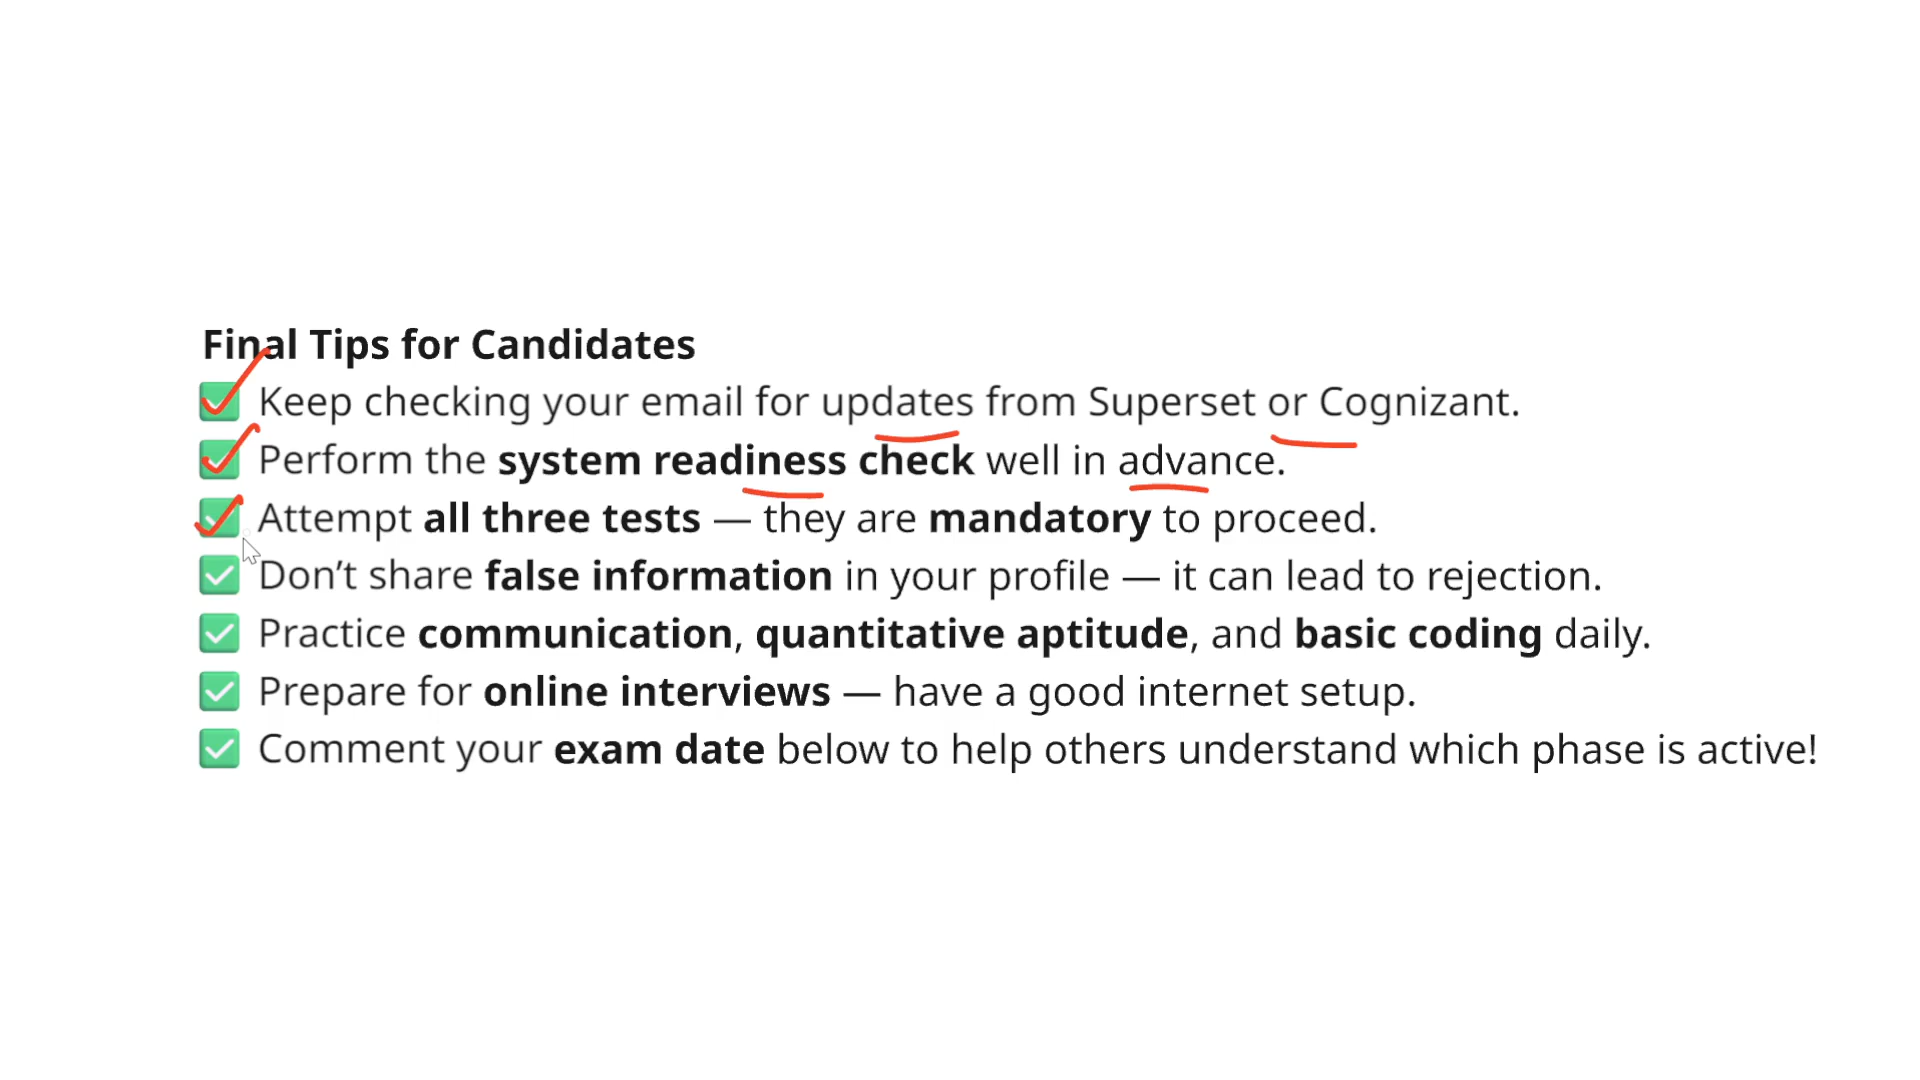 Final Tips for Candidates
✅ Keep checking your email for updates from Superset or Cognizant.
✅ Perform the system readiness check well in advance.
✅ Attempt all three tests — they are mandatory to proceed.
✅ Don’t share false information in your profile — it can lead to rejection.
✅ Practice communication, quantitative aptitude, and basic coding daily.
✅ Prepare for online interviews — have a good internet setup.
✅ Comment your exam date below to help others understand which phase is active!